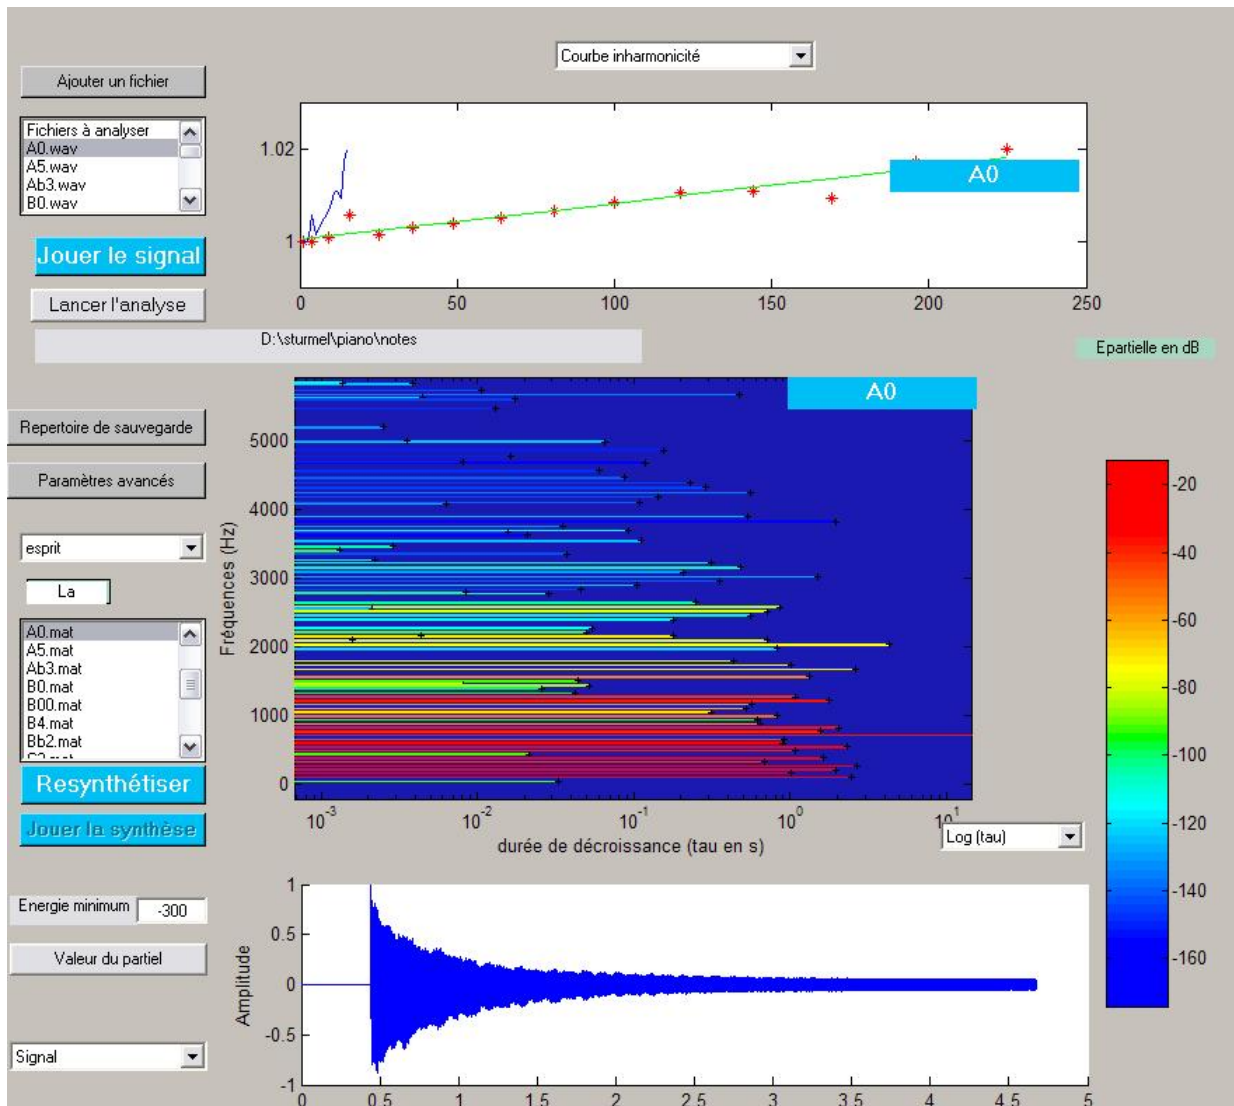 Courbe inharmonicité
Ajouter un fichier
Fichiers à analyser
A0.wav
A5.wav
Ab3.wav
B0.wav
Jouer le signal
Lancer l'analyse
1.02
1
A0
0 50 100 150 200 250
D:\sturmel\piano\notes
Epartielle en dB
A0
Repertoire de sauvegarde
Paramètres avancés
esprit
La
A0.mat
A5.mat
Ab3.mat
B0.mat
B00.mat
B4.mat
Bb2.mat
Resynthétiser
Jouer la synthèse
Fréquences (Hz)
5000
4000
3000
2000
1000
0
10^-3 10^-2 10^-1 10^0 10^1
durée de décroissance (tau en s)
Log (tau)
-20
-40
-60
-80
-100
-120
-140
-160
Energie minimum -300
Valeur du partiel
Signal
Amplitude
1
0.5
0
-0.5
-1
0 0.5 1 1.5 2 2.5 3 3.5 4 4.5 5